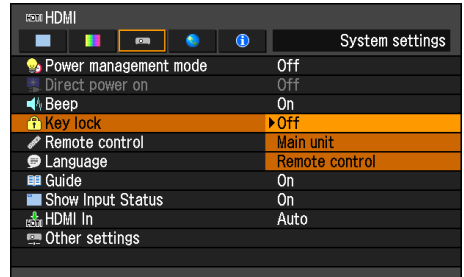 HDMI
System settings
Power management mode Off
Direct power on Off
Beep On
Key lock Off
Main unit
Remote control Remote control
Language
Guide On
Show Input Status On
HDMI In Auto
Other settings